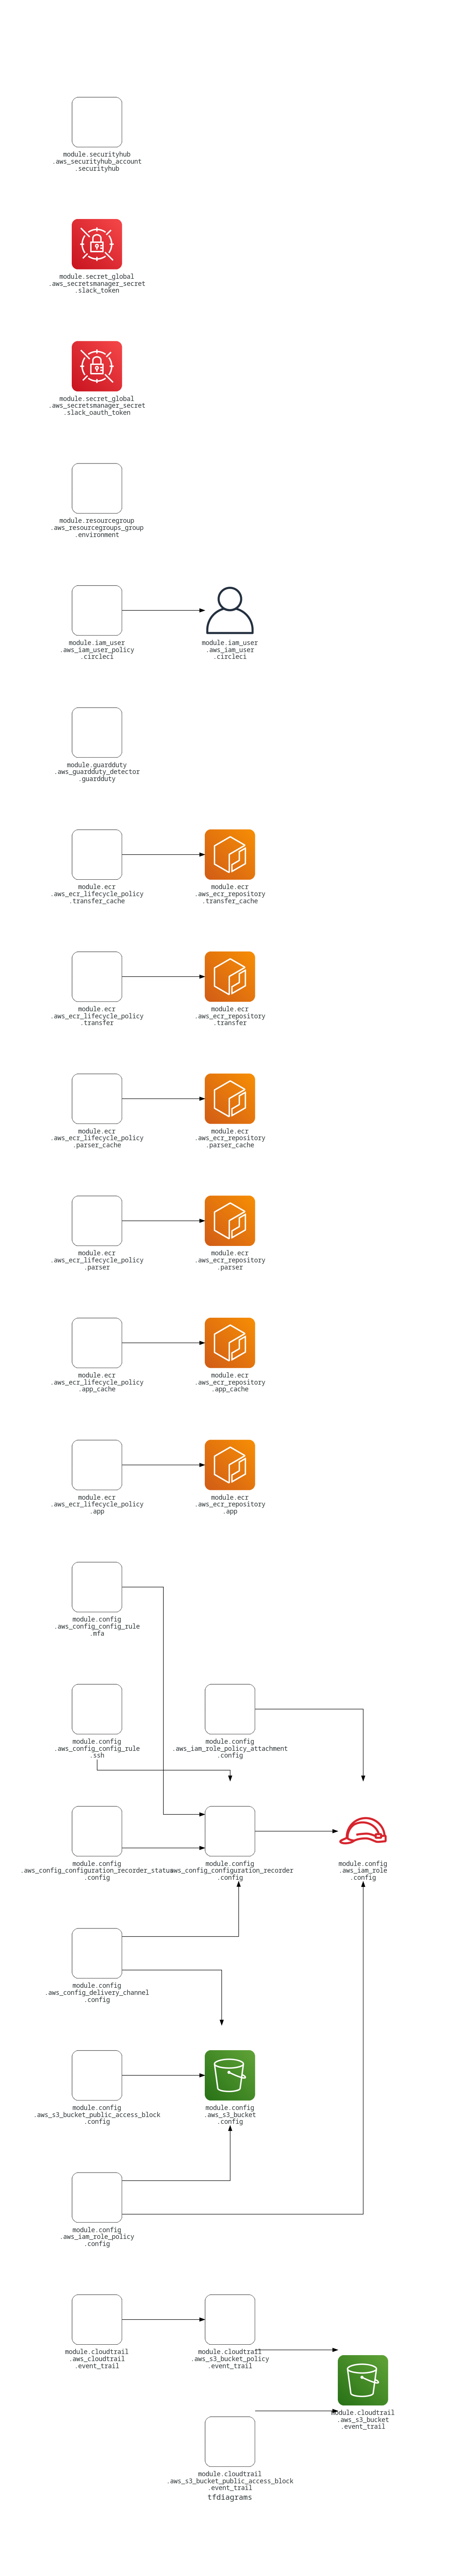 module.securityhub
.aws_securityhub_account
.securityhub
module.secret_global
.aws_secretsmanager_secret
.slack_token
module.secret_global
.aws_secretsmanager_secret
.slack_oauth_token
module.resourcegroup
.aws_resourcegroups_group
.environment
module.iam_user
.aws_iam_user_policy
.circleci
module.iam_user
.aws_iam_user
.circleci
module.guardduty
.aws_guardduty_detector
.guardduty
module.ecr
.aws_ecr_lifecycle_policy
.transfer_cache
module.ecr
.aws_ecr_repository
.transfer_cache
module.ecr
.aws_ecr_lifecycle_policy
.transfer
module.ecr
.aws_ecr_repository
.transfer
module.ecr
.aws_ecr_lifecycle_policy
.parser_cache
module.ecr
.aws_ecr_repository
.parser_cache
module.ecr
.aws_ecr_lifecycle_policy
.parser
module.ecr
.aws_ecr_repository
.parser
module.ecr
.aws_ecr_lifecycle_policy
.app_cache
module.ecr
.aws_ecr_repository
.app_cache
module.ecr
.aws_ecr_lifecycle_policy
.app
module.ecr
.aws_ecr_repository
.app
module.config
.aws_config_config_rule
.mfa
module.config
.aws_config_config_rule
.ssh
module.config
.aws_iam_role_policy_attachment
.config
module.config
.aws_config_configuration_recorder_status
.config
module.config
.aws_config_configuration_recorder
.config
module.config
.aws_iam_role
.config
module.config
.aws_config_delivery_channel
.config
module.config
.aws_s3_bucket_public_access_block
.config
module.config
.aws_s3_bucket
.config
module.config
.aws_iam_role_policy
.config
module.cloudtrail
.aws_cloudtrail
.event_trail
module.cloudtrail
.aws_s3_bucket_policy
.event_trail
module.cloudtrail
.aws_s3_bucket
.event_trail
module.cloudtrail
.aws_s3_bucket_public_access_block
.event_trail
tfdiagrams